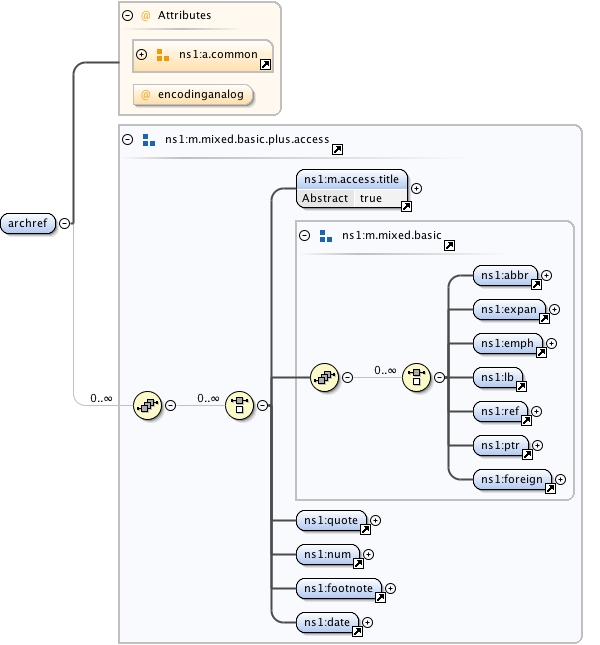 @ Attributes
ns1:a.common
@ encodinganalog
ns1:m.mixed.basic.plus.access
ns1:m.access.title
Abstract true
archref
ns1:m.mixed.basic
ns1:abbr
ns1:expan
ns1:emph
0..∞
ns1:lb
0..∞
0..∞
ns1:ref
ns1:ptr
ns1:foreign
ns1:quote
ns1:num
ns1:footnote
ns1:date